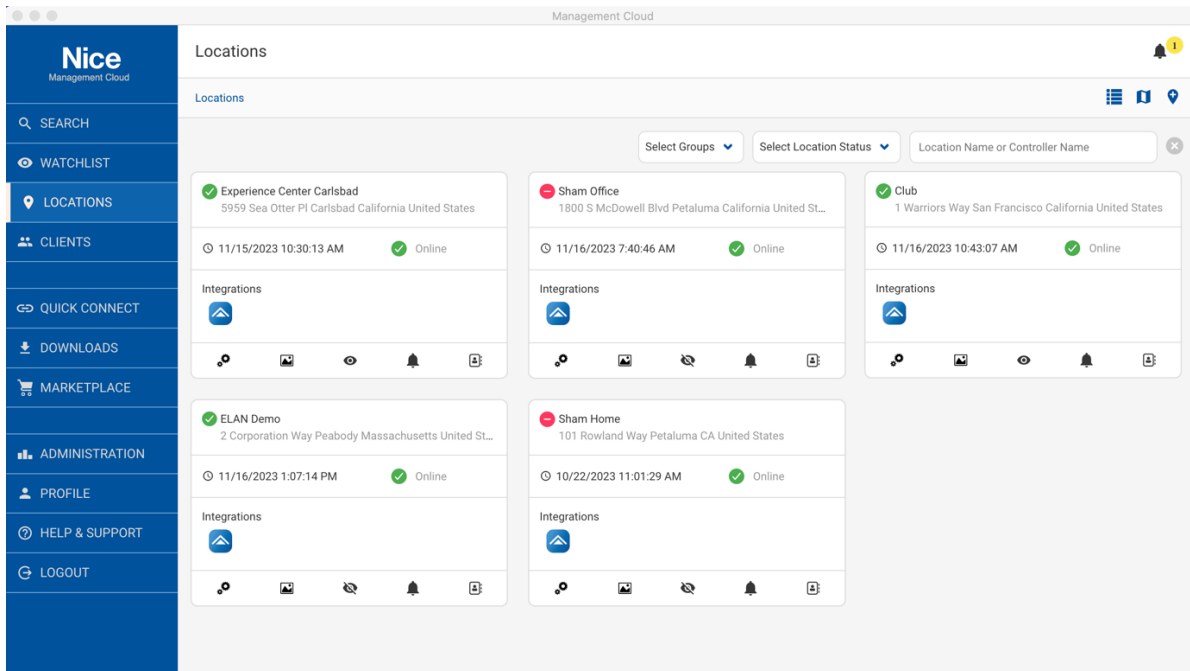 Management Cloud
Nice
Management Cloud
SEARCH
WATCHLIST
LOCATIONS
CLIENTS
QUICK CONNECT
DOWNLOADS
MARKETPLACE
ADMINISTRATION
PROFILE
HELP & SUPPORT
LOGOUT
Locations
1
Locations
Select Groups
Select Location Status
Location Name or Controller Name
Experience Center Carlsbad
5959 Sea Otter Pl Carlsbad California United States
11/15/2023 10:30:13 AM Online
Integrations
Sham Office
1800 S McDowell Blvd Petaluma California United St...
11/16/2023 7:40:46 AM Online
Integrations
Club
1 Warriors Way San Francisco California United States
11/16/2023 10:43:07 AM Online
Integrations
ELAN Demo
2 Corporation Way Peabody Massachusetts United St...
11/16/2023 1:07:14 PM Online
Integrations
Sham Home
101 Rowland Way Petaluma CA United States
10/22/2023 11:01:29 AM Online
Integrations